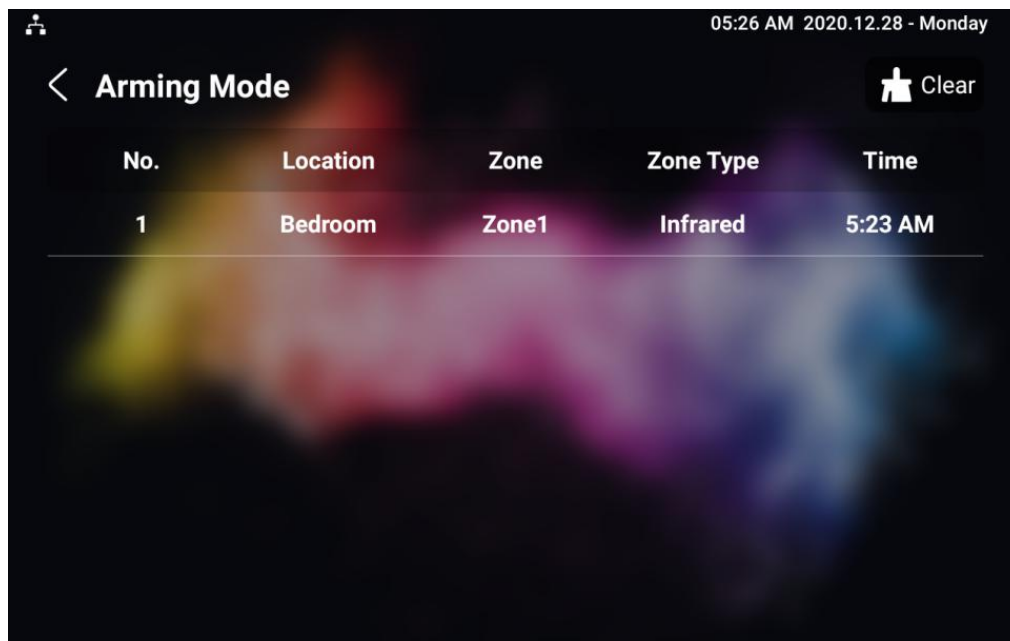 05:26 AM 2020.12.28 - Monday
Arming Mode Clear
No. Location Zone Zone Type Time
1 Bedroom Zone1 Infrared 5:23 AM